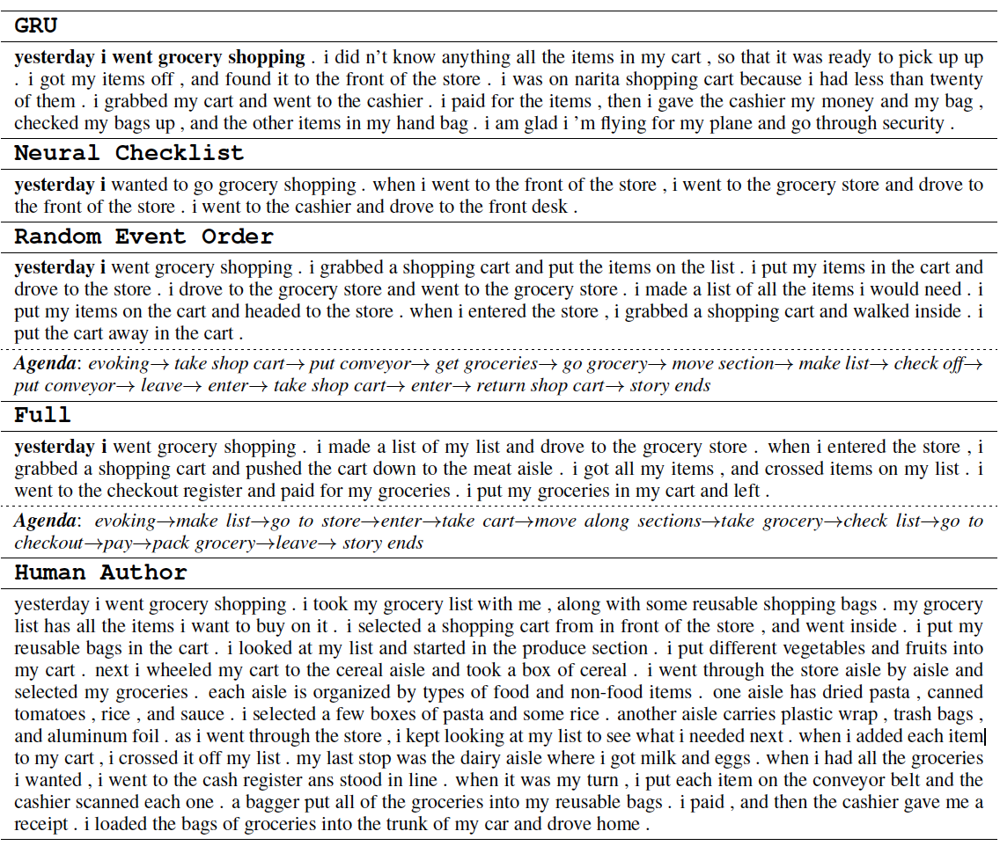 GRU
yesterday i went grocery shopping . i did n't know anything all the items in my cart , so that it was ready to pick up up
. i got my items off , and found it to the front of the store . i was on narita shopping cart because i had less than twenty
of them . i grabbed my cart and went to the cashier . i paid for the items , then i gave the cashier my money and my bag ,
checked my bags up , and the other items in my hand bag . i am glad i 'm flying for my plane and go through security .
Neural Checklist
yesterday i wanted to go grocery shopping . when i went to the front of the store , i went to the grocery store and drove to
the front of the store . i went to the cashier and drove to the front desk .
Random Event Order
yesterday i went grocery shopping . i grabbed a shopping cart and put the items on the list . i put my items in the cart and
drove to the store . i drove to the grocery store and went to the grocery store . i made a list of all the items i would need . i
put my items on the cart and headed to the store . when i entered the store , i grabbed a shopping cart and walked inside . i
put the cart away in the cart .
Agenda: evoking→ take shop cart→ put conveyor→ get groceries→ go grocery→ move section→ make list→ check off→
put conveyor→ leave→ enter→ take shop cart→ enter→ return shop cart→ story ends
Full
yesterday i went grocery shopping . i made a list of my list and drove to the grocery store . when i entered the store , i
grabbed a shopping cart and pushed the cart down to the meat aisle . i got all my items , and crossed items on my list . i
went to the checkout register and paid for my groceries . i put my groceries in my cart and left .
Agenda: evoking→make list→go to store→enter→take cart→move along sections→take grocery→check list→go to
checkout→pay→pack grocery→leave→ story ends
Human Author
yesterday i went grocery shopping . i took my grocery list with me , along with some reusable shopping bags . my grocery
list has all the items i want to buy on it . i selected a shopping cart from in front of the store , and went inside . i put my
reusable bags in the cart . i looked at my list and started in the produce section . i put different vegetables and fruits into
my cart . next i wheeled my cart to the cereal aisle and took a box of cereal . i went through the store aisle by aisle and
selected my groceries . each aisle is organized by types of food and non-food items . one aisle has dried pasta , canned
tomatoes , rice , and sauce . i selected a few boxes of pasta and some rice . another aisle carries plastic wrap , trash bags ,
and aluminum foil . as i went through the store , i kept looking at my list to see what i needed next . when i added each item
to my cart , i crossed it off my list . my last stop was the dairy aisle where i got milk and eggs . when i had all the groceries
i wanted , i went to the cash register ans stood in line . when it was my turn , i put each item on the conveyor belt and the
cashier scanned each one . a bagger put all of the groceries into my reusable bags . i paid , and then the cashier gave me a
receipt . i loaded the bags of groceries into the trunk of my car and drove home .